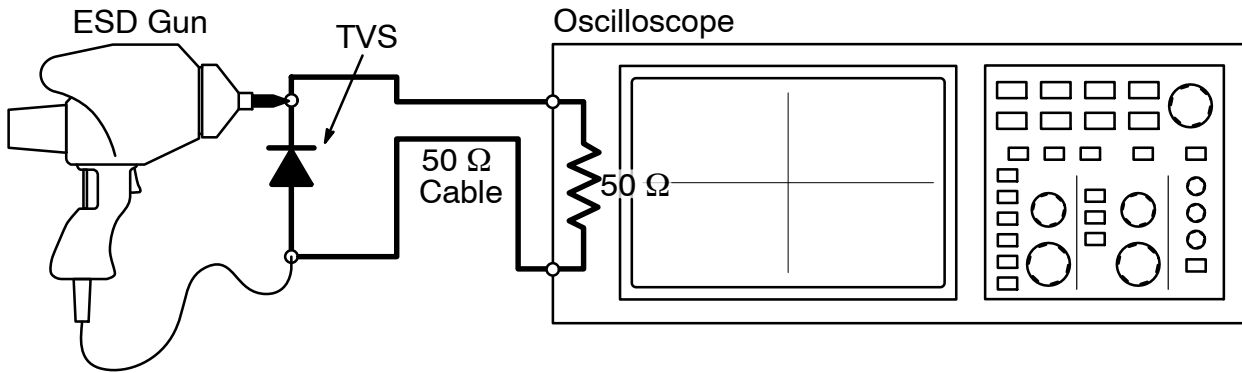 ESD Gun
TVS
Oscilloscope
50 Ω
Cable
50 Ω